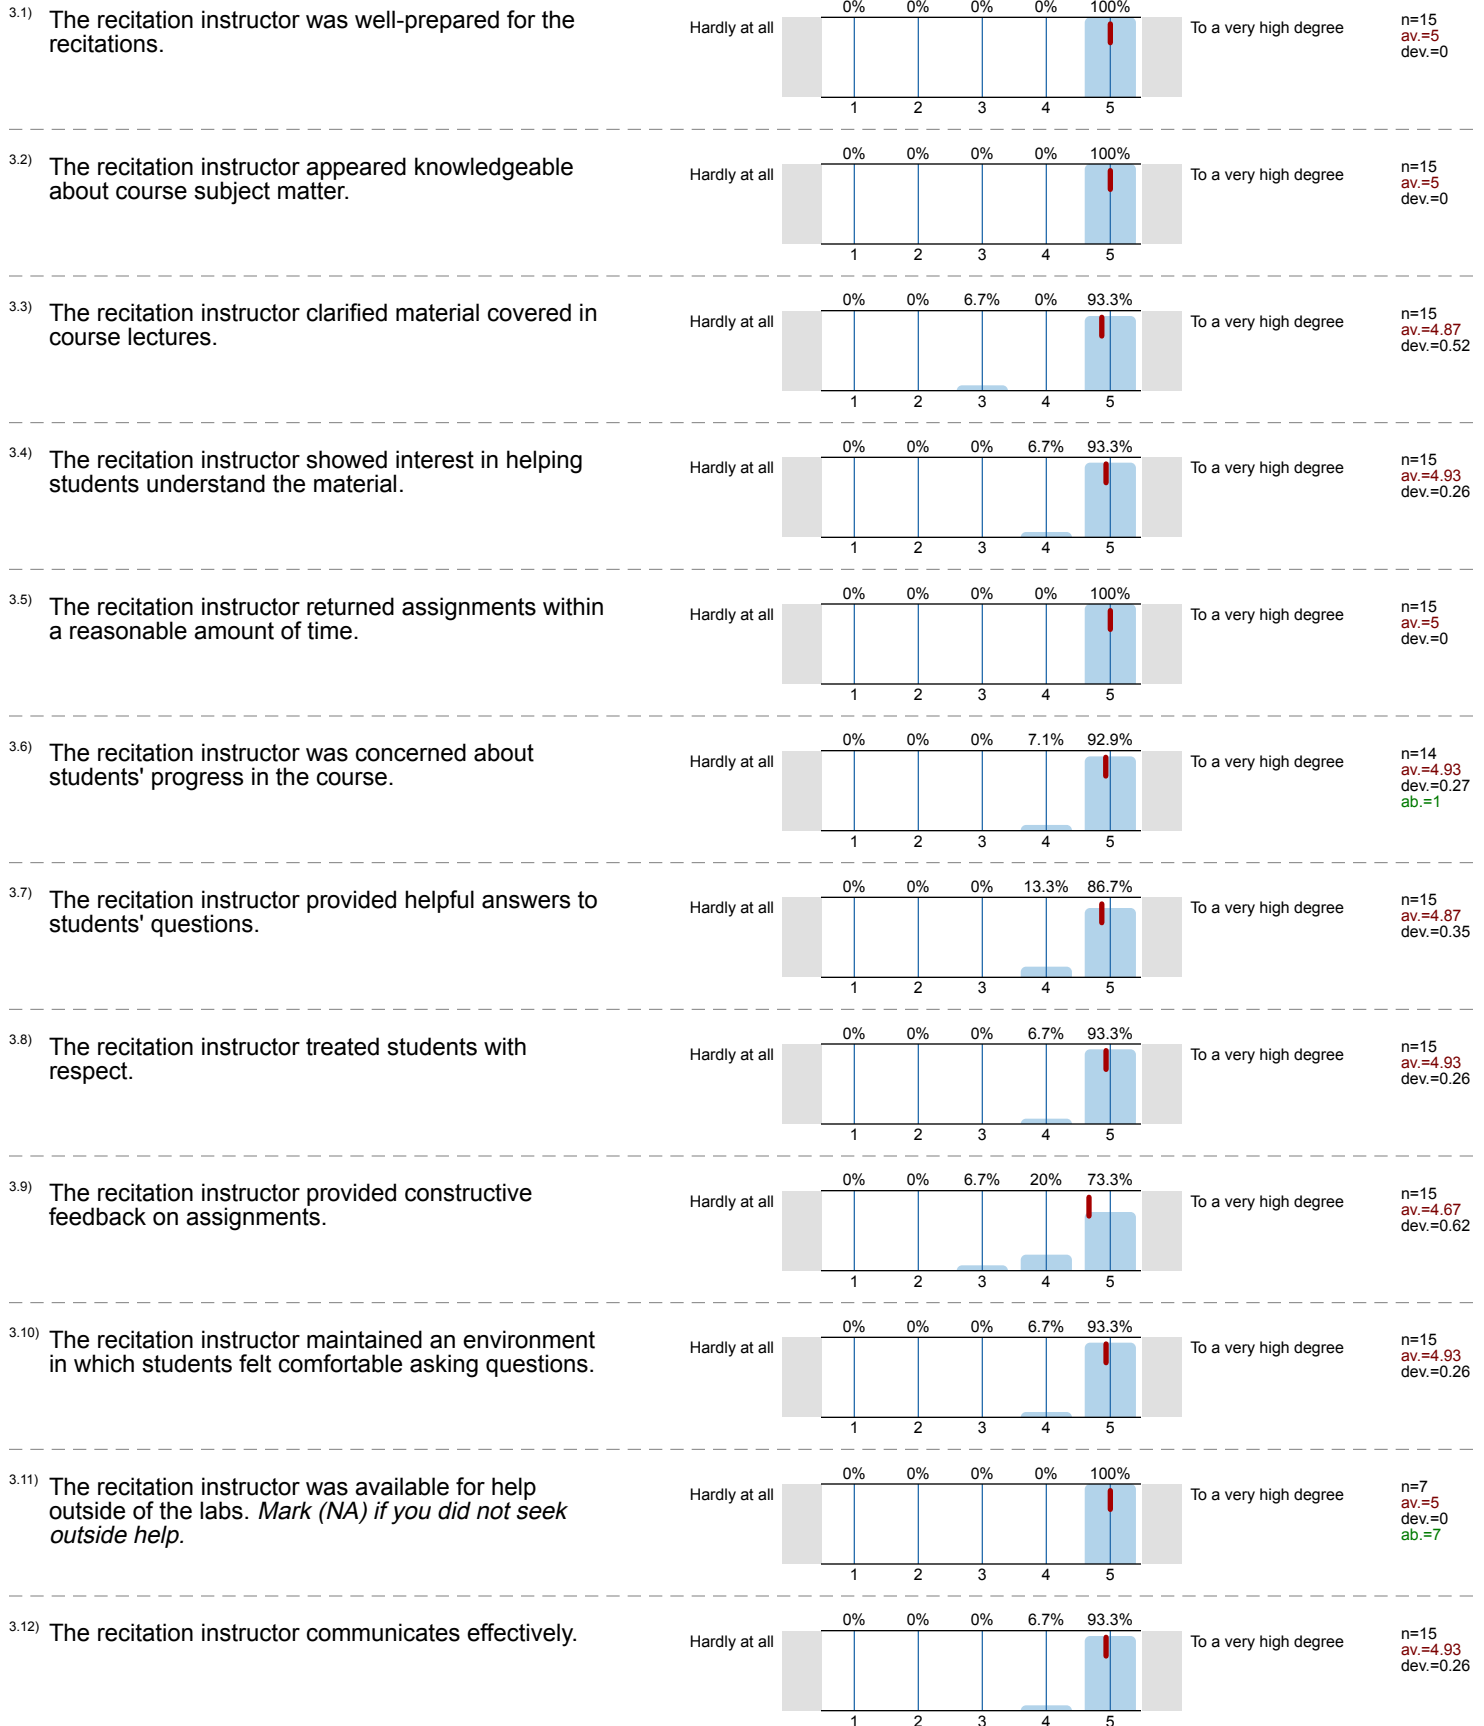 3.1) The recitation instructor was well-prepared for the
recitations.
Hardly at all
0% 0% 0% 0% 100%
1 2 3 4 5
To a very high degree
n=15
av.=5
dev.=0
3.2) The recitation instructor appeared knowledgeable
about course subject matter.
Hardly at all
0% 0% 0% 0% 100%
1 2 3 4 5
To a very high degree
n=15
av.=5
dev.=0
3.3) The recitation instructor clarified material covered in
course lectures.
Hardly at all
0% 0% 6.7% 0% 93.3%
1 2 3 4 5
To a very high degree
n=15
av.=4.87
dev.=0.52
3.4) The recitation instructor showed interest in helping
students understand the material.
Hardly at all
0% 0% 0% 6.7% 93.3%
1 2 3 4 5
To a very high degree
n=15
av.=4.93
dev.=0.26
3.5) The recitation instructor returned assignments within
a reasonable amount of time.
Hardly at all
0% 0% 0% 0% 100%
1 2 3 4 5
To a very high degree
n=15
av.=5
dev.=0
3.6) The recitation instructor was concerned about
students' progress in the course.
Hardly at all
0% 0% 0% 7.1% 92.9%
1 2 3 4 5
To a very high degree
n=14
av.=4.93
dev.=0.27
ab.=1
3.7) The recitation instructor provided helpful answers to
students' questions.
Hardly at all
0% 0% 0% 13.3% 86.7%
1 2 3 4 5
To a very high degree
n=15
av.=4.87
dev.=0.35
3.8) The recitation instructor treated students with
respect.
Hardly at all
0% 0% 0% 6.7% 93.3%
1 2 3 4 5
To a very high degree
n=15
av.=4.93
dev.=0.26
3.9) The recitation instructor provided constructive
feedback on assignments.
Hardly at all
0% 0% 6.7% 20% 73.3%
1 2 3 4 5
To a very high degree
n=15
av.=4.67
dev.=0.62
3.10) The recitation instructor maintained an environment
in which students felt comfortable asking questions.
Hardly at all
0% 0% 0% 6.7% 93.3%
1 2 3 4 5
To a very high degree
n=15
av.=4.93
dev.=0.26
3.11) The recitation instructor was available for help
outside of the labs. Mark (NA) if you did not seek
outside help.
Hardly at all
0% 0% 0% 0% 100%
1 2 3 4 5
To a very high degree
n=7
av.=5
dev.=0
ab.=7
3.12) The recitation instructor communicates effectively.
Hardly at all
0% 0% 0% 6.7% 93.3%
1 2 3 4 5
To a very high degree
n=15
av.=4.93
dev.=0.26